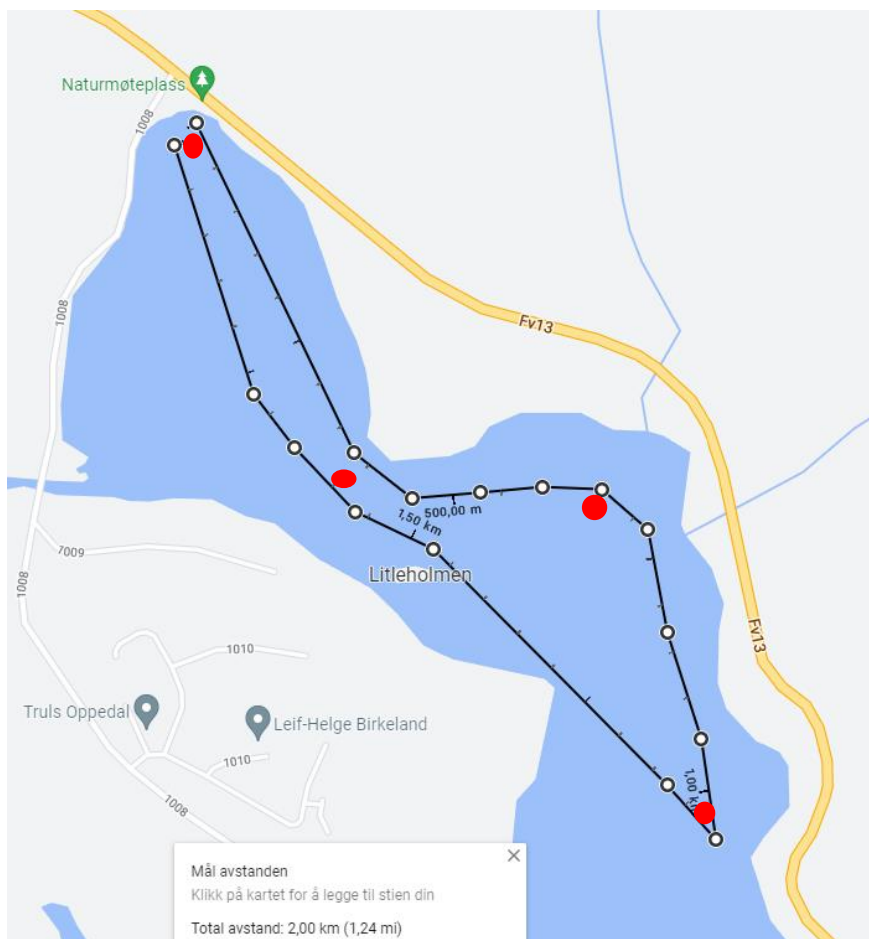 Naturmøteplass
1008
1008
Fv13
500,00 m
1,50 km
Litleholmen
1009
1008
1010
Fv13
Truls Oppedal
Leif-Helge Birkeland
1010
1,00 km
1008
Mål avstanden
Klikk på kartet for å legge til stien din
Total avstand: 2,00 km (1,24 mi)